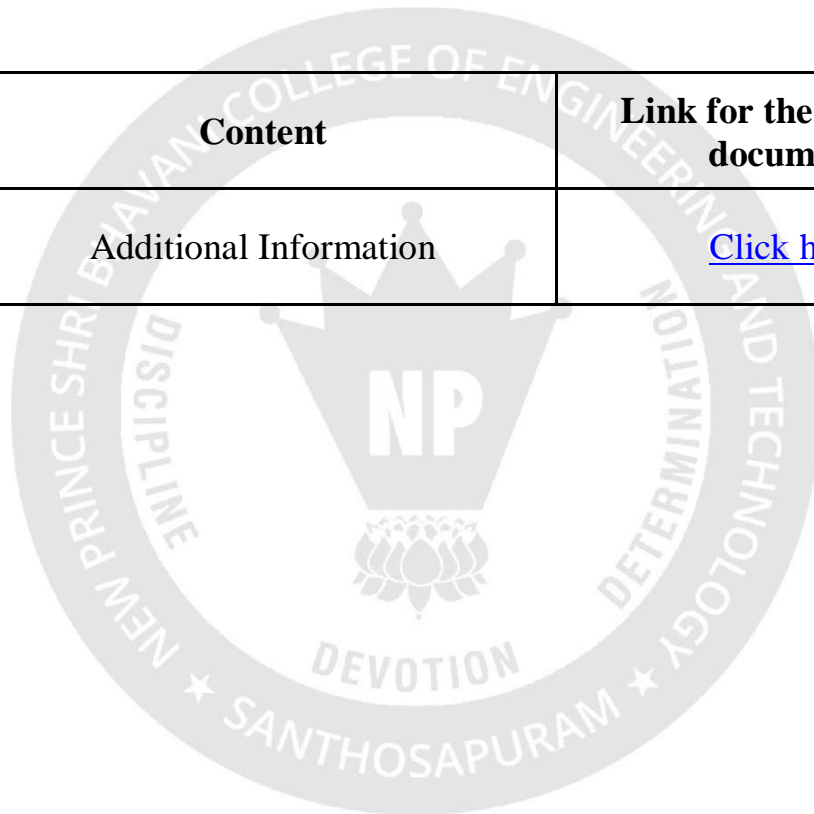 Content
Link for the
docum
Additional Information
Click h
NEW PRINCE SHRI BHAVANI COLLEGE OF ENGINEERING AND TECHNOLOGY
DISCIPLINE
DETERMINATION
NP
DEVOTION
★ SANTHOSAPURAM ★